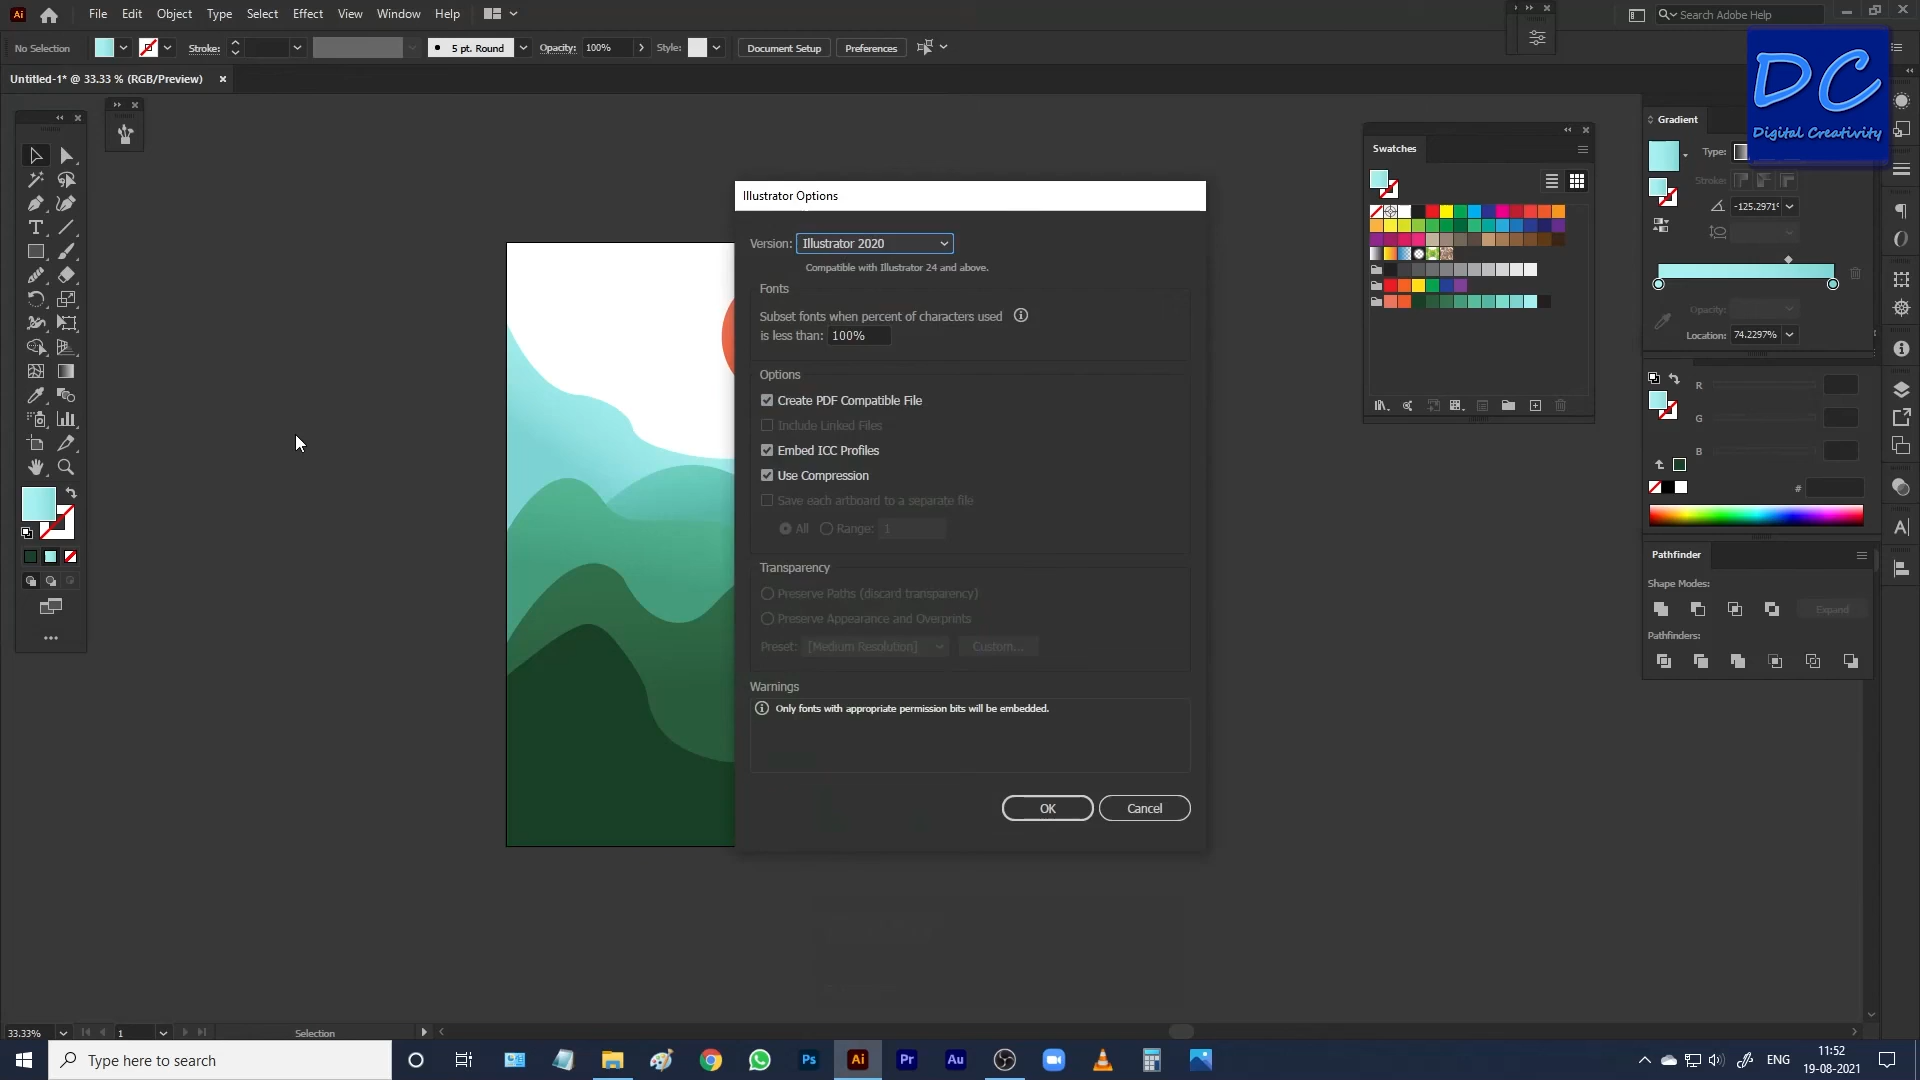 Ai File Edit Object Type Select Effect View Window Help Search Adobe Help
No Selection Stroke: 5 pt. Round Opacity: 100% Style: Document Setup Preferences
Untitled-1* @ 33.33 % (RGB/Preview)
DC
Digital Creativity
Gradient
Type:
Stroke:
-125.2971°
Opacity:
Location: 74.2297%
Swatches
Illustrator Options
Version: Illustrator 2020
Compatible with Illustrator 24 and above.
Fonts
Subset fonts when percent of characters used
is less than: 100%
Options
Create PDF Compatible File
Include Linked Files
Embed ICC Profiles
Use Compression
Save each artboard to a separate file
All Range: 1
Transparency
Preserve Paths (discard transparency)
Preserve Appearance and Overprints
Preset: [Medium Resolution] Custom...
Warnings
Only fonts with appropriate permission bits will be embedded.
OK Cancel
R
G
B
#
Pathfinder
Shape Modes:
Expand
Pathfinders:
33.33% 1 Selection
Type here to search
Ps Ai Pr Au
ENG
11:52
19-08-2021